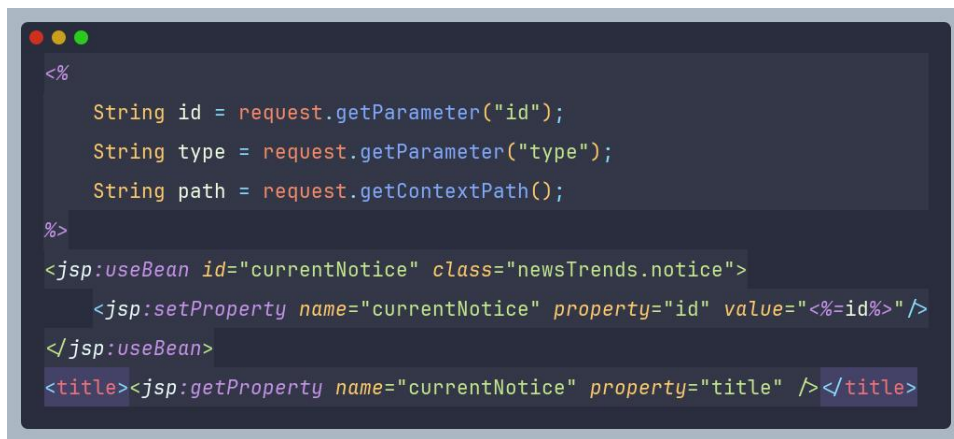 <%
String id = request.getParameter("id");
String type = request.getParameter("type");
String path = request.getContextPath();
%>
<jsp:useBean id="currentNotice" class="newsTrends.notice">
<jsp:setProperty name="currentNotice" property="id" value="<%=id%>"/>
</jsp:useBean>
<title><jsp:getProperty name="currentNotice" property="title" /></title>